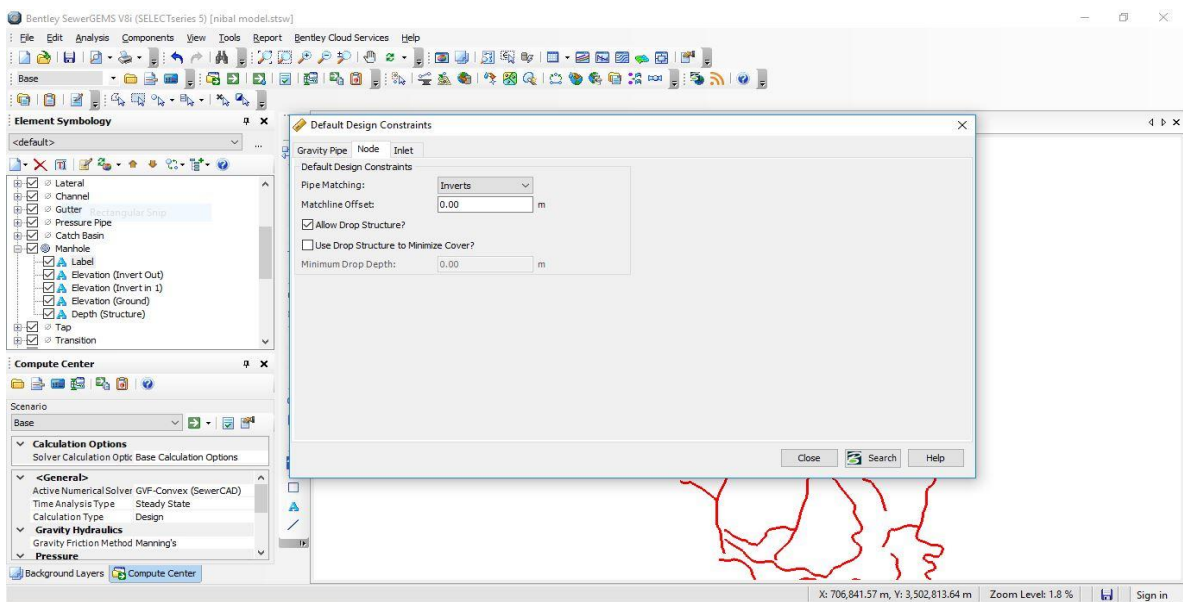 Bentley SewerGEMS V8i (SELECTseries 5) [nibal model.stsw]
File Edit Analysis Components View Tools Report Bentley Cloud Services Help
Base
Element Symbology
<default>
Lateral
Channel
Gutter
Rectangular Snip
Pressure Pipe
Catch Basin
Manhole
Label
Elevation (Invert Out)
Elevation (Invert in 1)
Elevation (Ground)
Depth (Structure)
Tap
Transition
Compute Center
Scenario
Base
Calculation Options
Solver Calculation Optic Base Calculation Options
<General>
Active Numerical Solver GVF-Convex (SewerCAD)
Time Analysis Type Steady State
Calculation Type Design
Gravity Hydraulics
Gravity Friction Method Manning's
Pressure
Background Layers Compute Center
Default Design Constraints
Gravity Pipe Node Inlet
Default Design Constraints
Pipe Matching: Inverts
Matchline Offset: 0.00 m
Allow Drop Structure?
Use Drop Structure to Minimize Cover?
Minimum Drop Depth: 0.00 m
Close Search Help
X: 706,841.57 m, Y: 3,502,813.64 m Zoom Level: 1.8 % Sign in